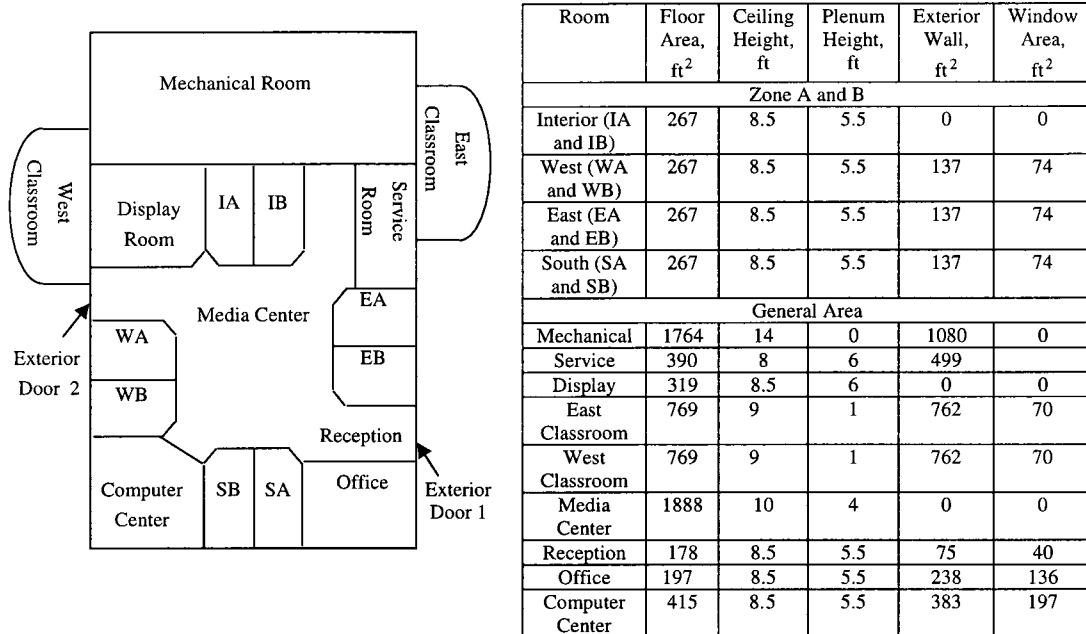 Mechanical Room
East
Classroom
West
Classroom
Display
Room
IA
IB
Service
Room
Media Center
EA
EB
WA
WB
Exterior
Door 2
Reception
Computer
Center
SB
SA
Office
Exterior
Door 1
Room Floor Ceiling Plenum Exterior Window
Area, Height, Height, Wall, Area,
ft2 ft ft ft2 ft2
Zone A and B
Interior (IA 267 8.5 5.5 0 0
and IB)
West (WA 267 8.5 5.5 137 74
and WB)
East (EA 267 8.5 5.5 137 74
and EB)
South (SA 267 8.5 5.5 137 74
and SB)
General Area
Mechanical 1764 14 0 1080 0
Service 390 8 6 499
Display 319 8.5 6 0 0
East 769 9 1 762 70
Classroom
West 769 9 1 762 70
Classroom
Media 1888 10 4 0 0
Center
Reception 178 8.5 5.5 75 40
Office 197 8.5 5.5 238 136
Computer 415 8.5 5.5 383 197
Center